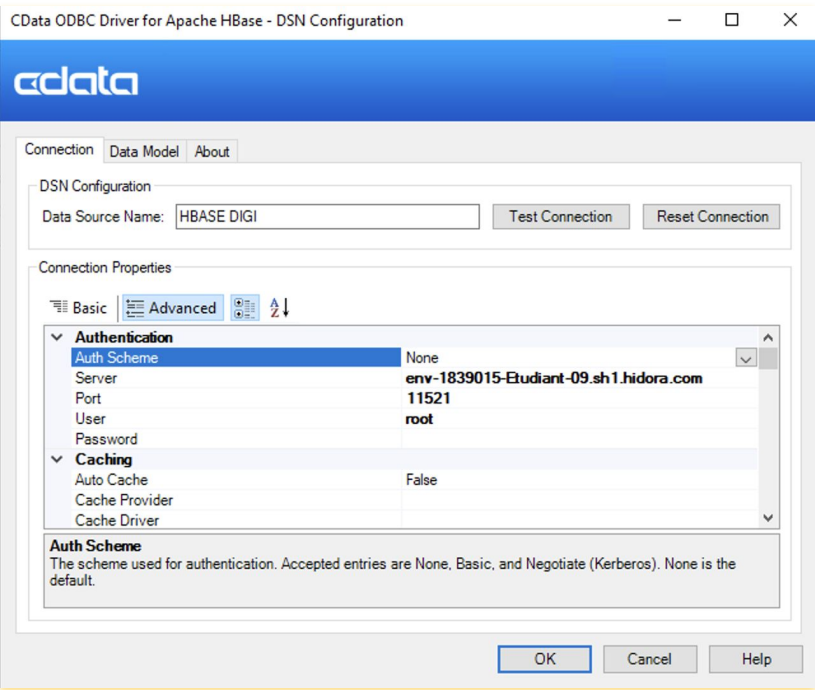 CData ODBC Driver for Apache HBase - DSN Configuration
cdata
Connection Data Model About
DSN Configuration
Data Source Name: HBASE DIGI Test Connection Reset Connection
Connection Properties
Basic Advanced AZ
Authentication
Auth Scheme None
Server env-1839015-Etudiant-09.sh1.hidora.com
Port 11521
User root
Password
Caching
Auto Cache False
Cache Provider
Cache Driver
Auth Scheme
The scheme used for authentication. Accepted entries are None, Basic, and Negotiate (Kerberos). None is the
default.
OK Cancel Help